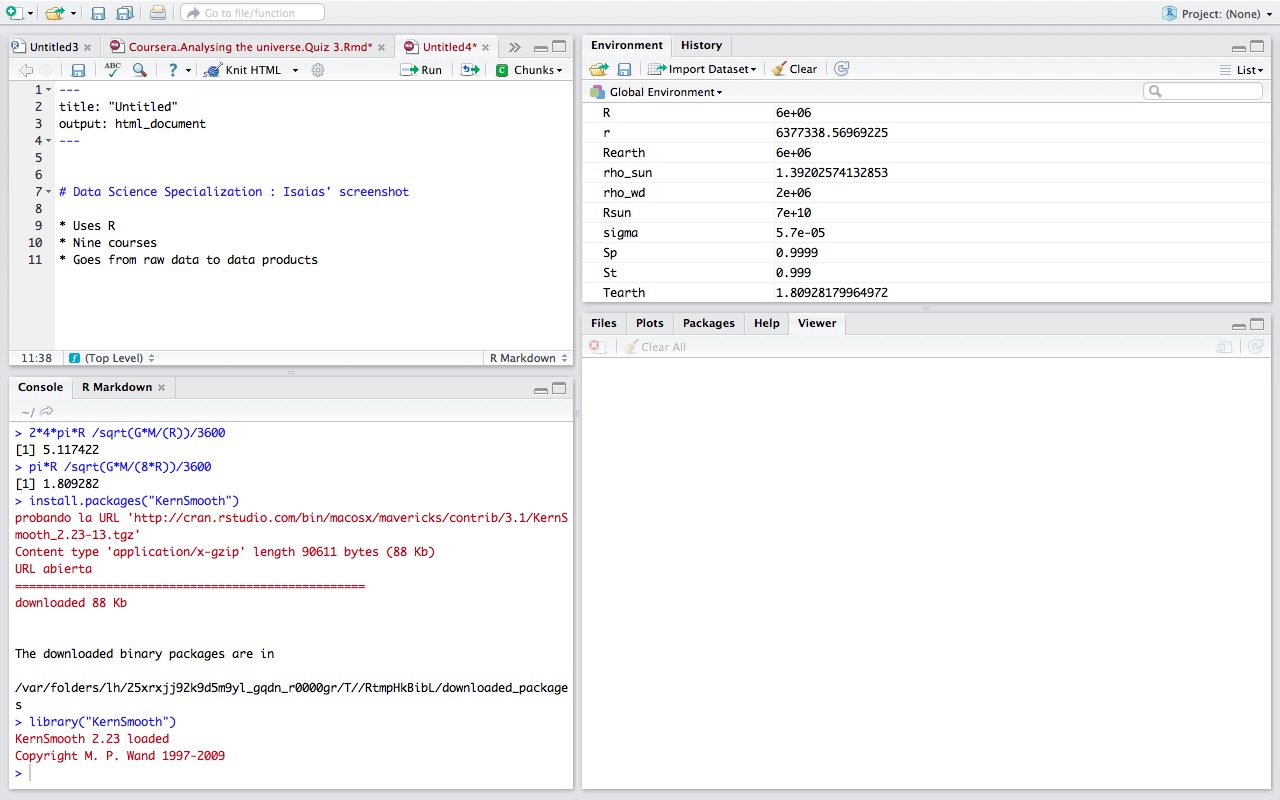 Go to file/function
Project: (None)
Untitled3
Coursera.Analysing the universe.Quiz 3.Rmd*
Untitled4*
ABC
Knit HTML
Run
Chunks
1 ---
2 title: "Untitled"
3 output: html_document
4 ---
5
6
7 # Data Science Specialization : Isaias' screenshot
8
9 * Uses R
10 * Nine courses
11 * Goes from raw data to data products
11:38
(Top Level)
R Markdown
Console
R Markdown
~/
> 2*4*pi*R /sqrt(G*M/(R))/3600
[1] 5.117422
> pi*R /sqrt(G*M/(8*R))/3600
[1] 1.809282
> install.packages("KernSmooth")
probando la URL 'http://cran.rstudio.com/bin/macosx/mavericks/contrib/3.1/KernS
mooth_2.23-13.tgz'
Content type 'application/x-gzip' length 90611 bytes (88 Kb)
URL abierta
==================================================
downloaded 88 Kb
The downloaded binary packages are in
/var/folders/lh/25xrxjj92k9d5m9yl_gqdn_r0000gr/T//RtmpHkBibL/downloaded_package
s
> library("KernSmooth")
KernSmooth 2.23 loaded
Copyright M. P. Wand 1997-2009
>
Environment
History
Import Dataset
Clear
List
Global Environment
R 6e+06
r 6377338.56969225
Rearth 6e+06
rho_sun 1.39202574132853
rho_wd 2e+06
Rsun 7e+10
sigma 5.7e-05
Sp 0.9999
St 0.999
Tearth 1.80928179964972
Files
Plots
Packages
Help
Viewer
Clear All